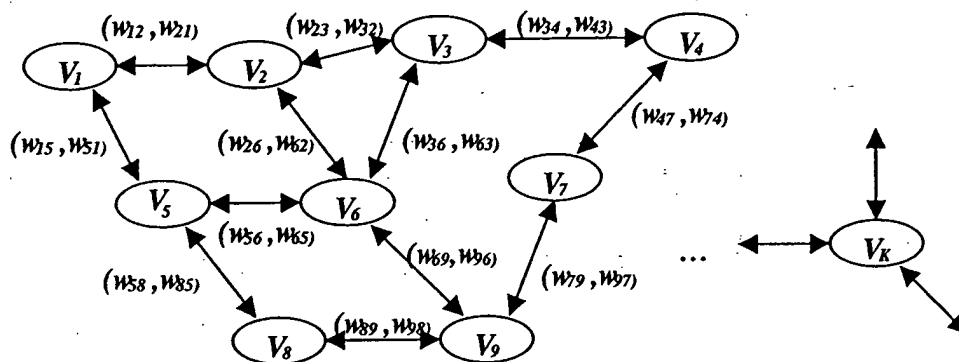 (w12, w21)
(w23, w32)
(w34, w43)
V1
V2
V3
V4
(w15, w51)
(w26, w62)
(w36, w63)
(w47, w74)
V5
V6
V7
(w56, w65)
(w58, w85)
(w69, w96)
(w79, w97)
...
VK
V8
(w89, w98)
V9